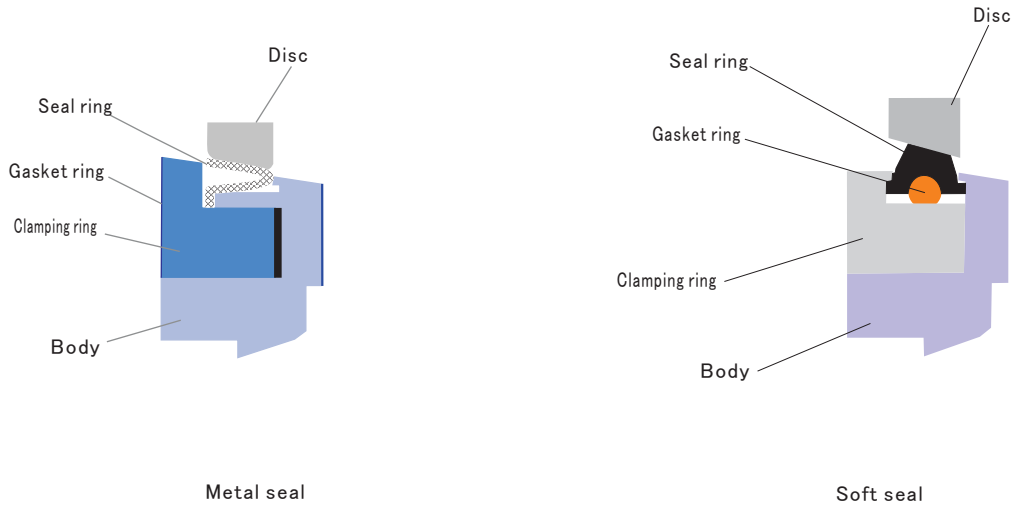 Disc
Seal ring
Gasket ring
Clamping ring
Body
Metal seal
Disc
Seal ring
Gasket ring
Clamping ring
Body
Soft seal